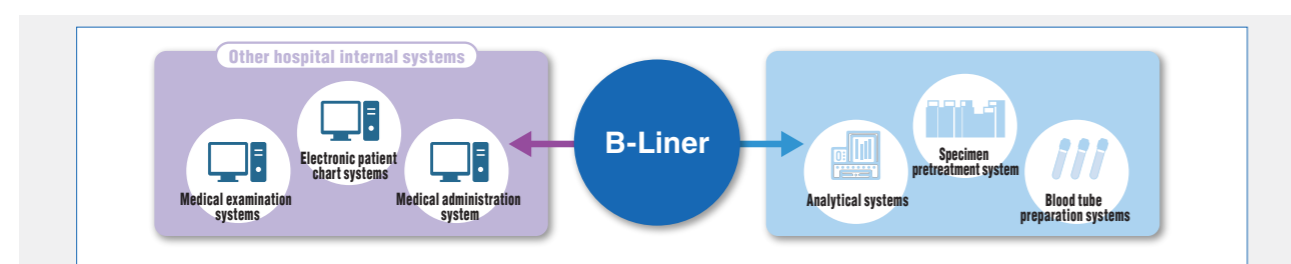 Other hospital internal systems
Electronic patient
chart systems
Medical examination
systems
Medical administration
system
B-Liner
Analytical systems
Specimen
pretreatment system
Blood tube
preparation systems